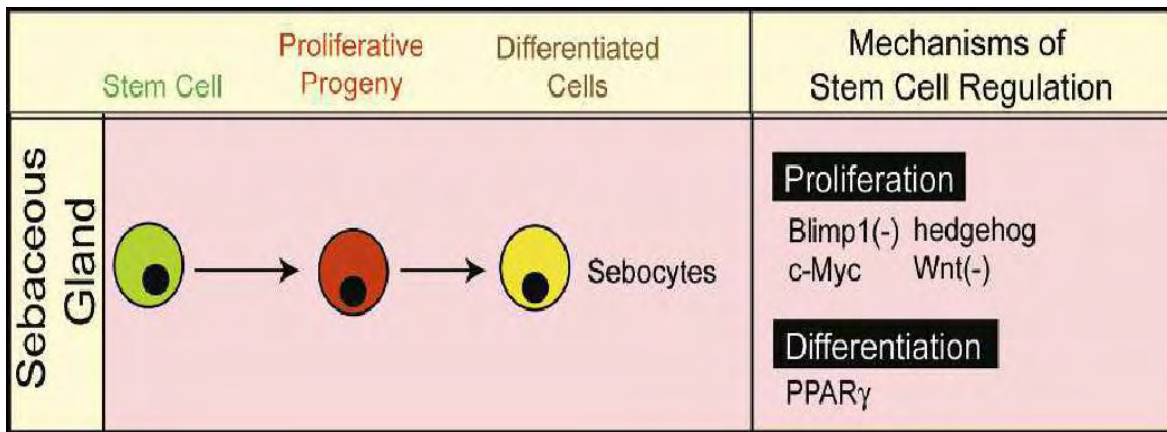 Stem Cell
Proliferative
Progeny
Differentiated
Cells
Mechanisms of
Stem Cell Regulation
Sebaceous
Gland
Sebocytes
Proliferation
Blimp1(-) hedgehog
c-Myc Wnt(-)
Differentiation
PPARγ